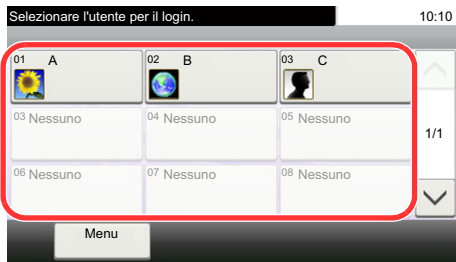 Selezionare l'utente per il login. 10:10
01 A 02 B 03 C
03 Nessuno 04 Nessuno 05 Nessuno
1/1
06 Nessuno 07 Nessuno 08 Nessuno
Menu